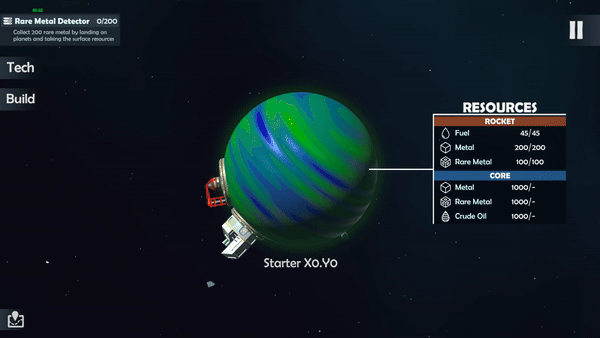 Rare Metal Detector 0/200
Collect 200 rare metal by landing on
planets and taking the surface resources
Tech
Build
RESOURCES
ROCKET
Fuel 45/45
Metal 200/200
Rare Metal 100/100
CORE
Metal 1000/-
Rare Metal 1000/-
Crude Oil 1000/-
Starter X0.Y0